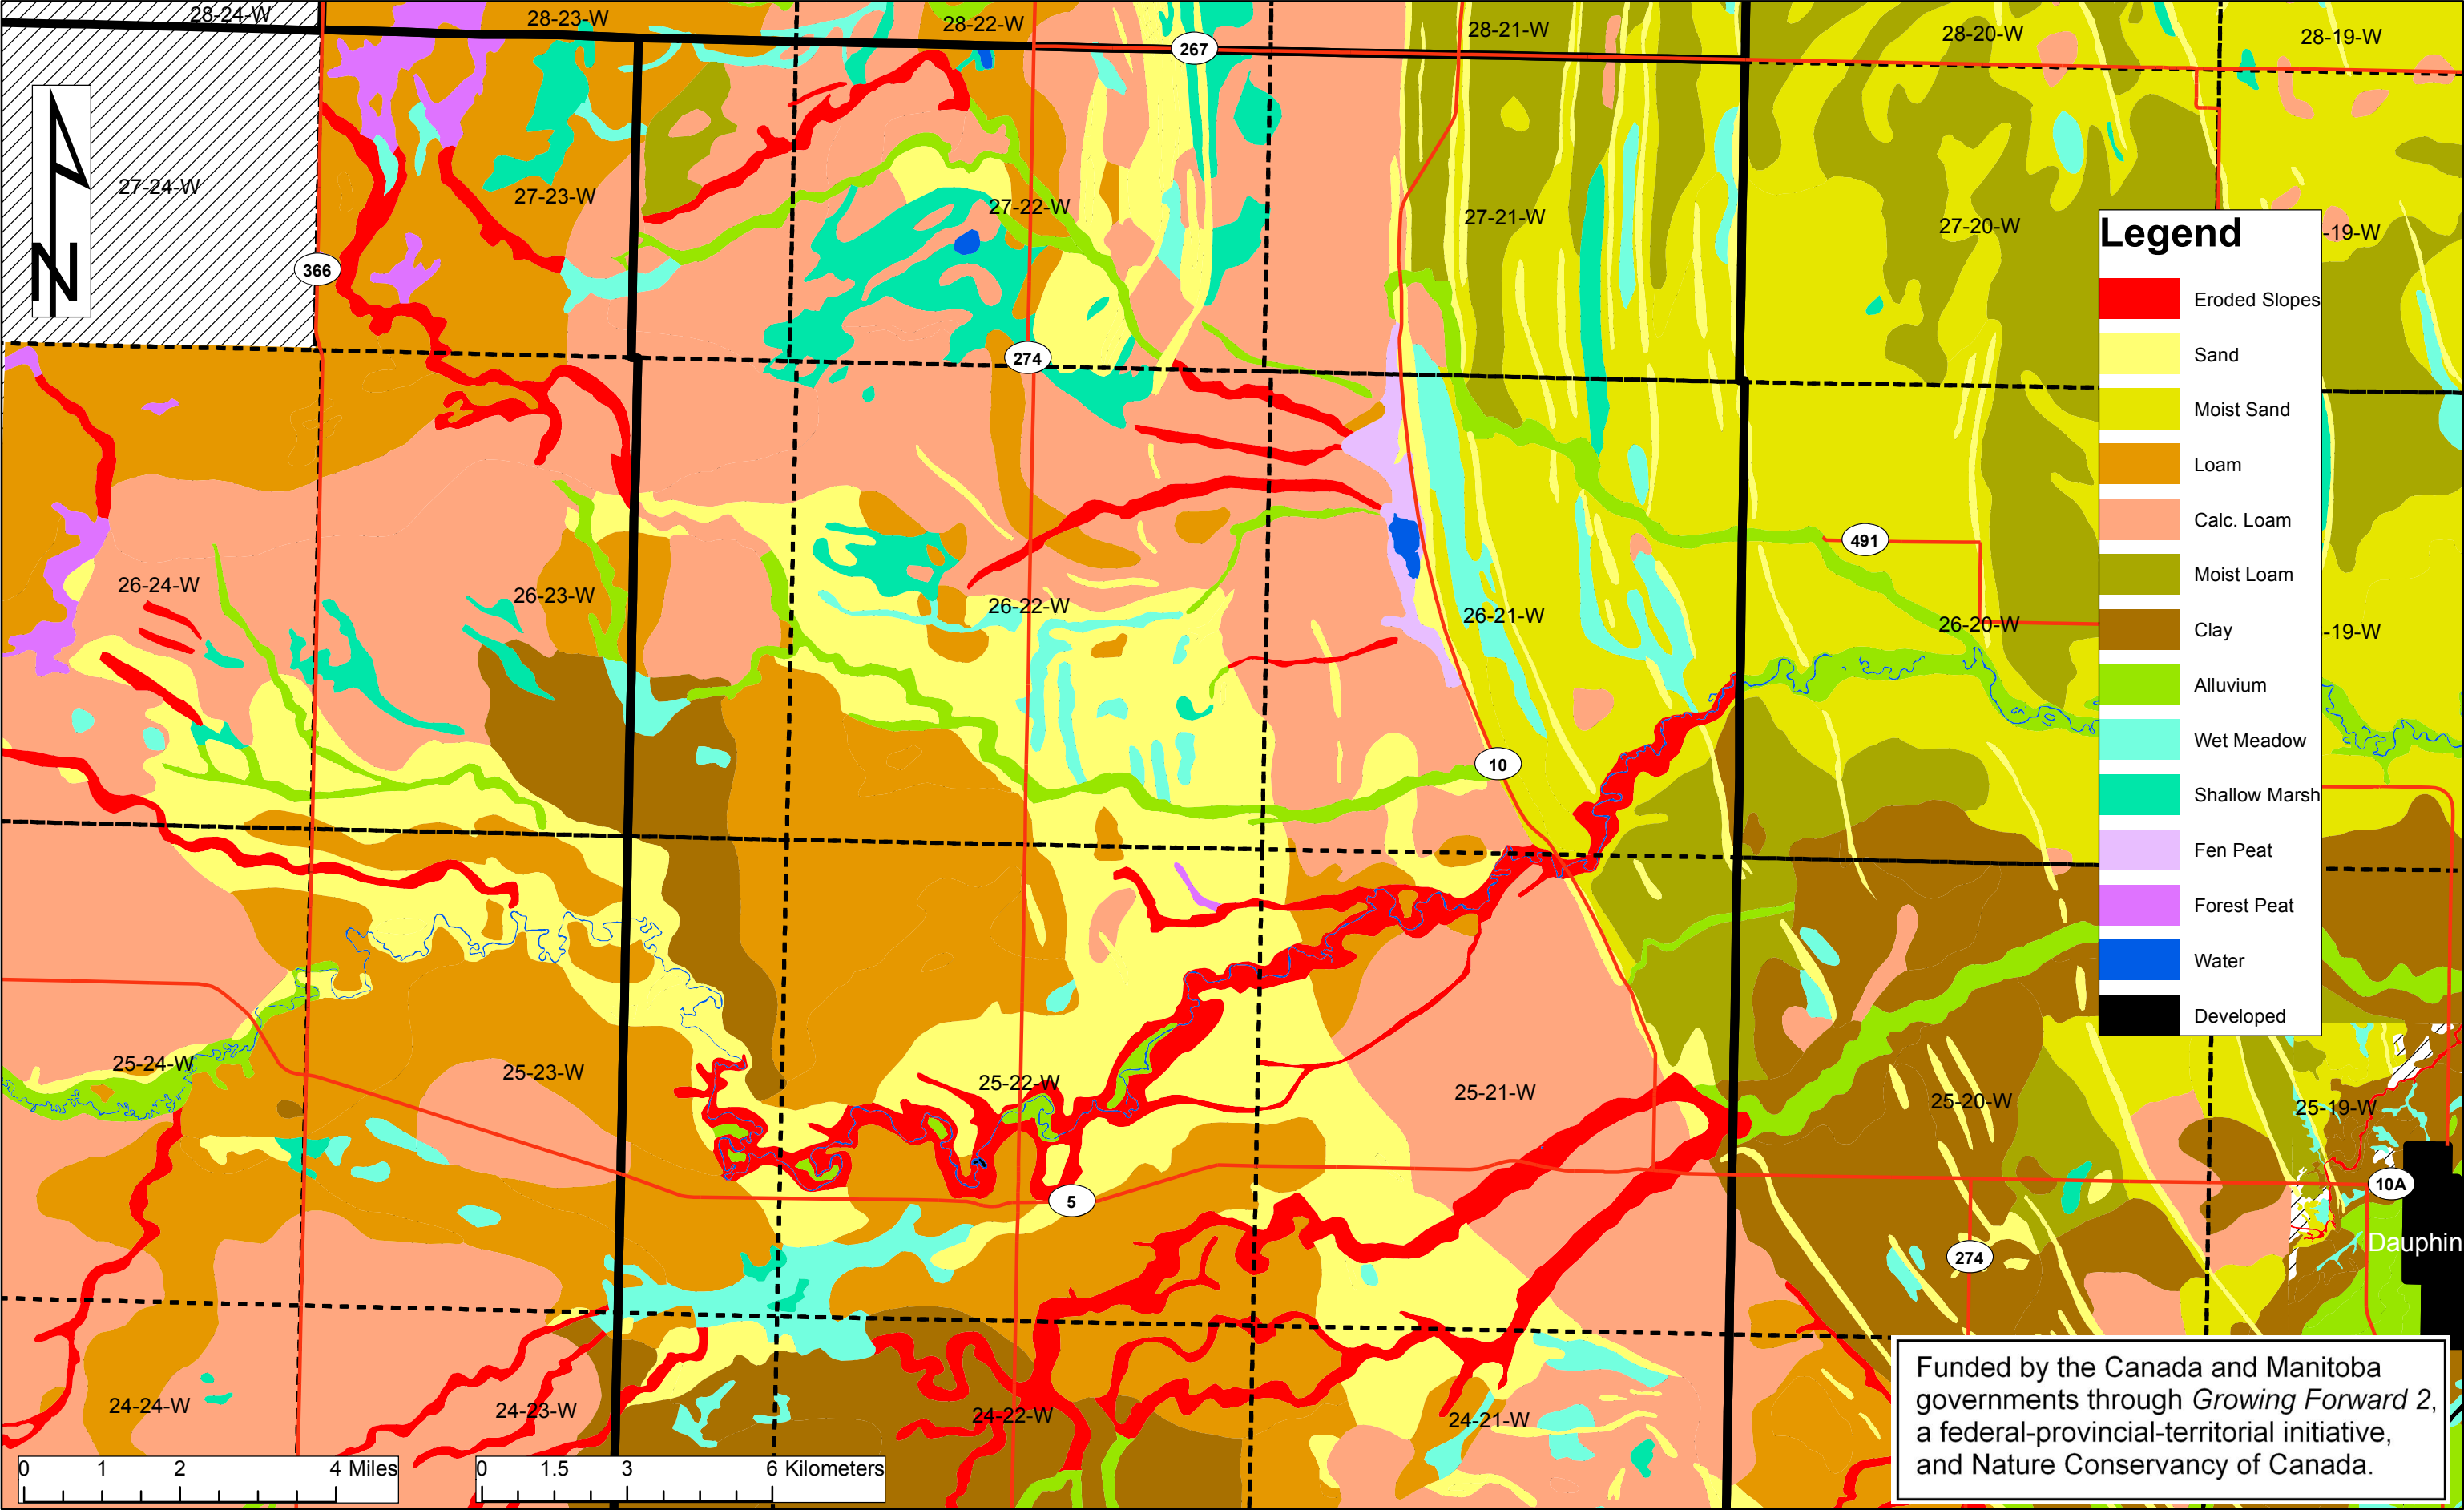 28-24-W
28-23-W
28-22-W
28-21-W
28-20-W
28-19-W
267
N
27-24-W
27-23-W
27-22-W
27-21-W
27-20-W
-19-W
366
274
Legend
Eroded Slopes
Sand
Moist Sand
Loam
Calc. Loam
Moist Loam
Clay
Alluvium
Wet Meadow
Shallow Marsh
Fen Peat
Forest Peat
Water
Developed
491
26-24-W
26-23-W
26-22-W
26-21-W
26-20-W
-19-W
10
25-24-W
25-23-W
25-22-W
25-21-W
25-20-W
25-19-W
5
10A
274
Dauphin
24-24-W
24-23-W
24-22-W
24-21-W
0 1 2 4 Miles
0 1.5 3 6 Kilometers
Funded by the Canada and Manitoba
governments through Growing Forward 2,
a federal-provincial-territorial initiative,
and Nature Conservancy of Canada.